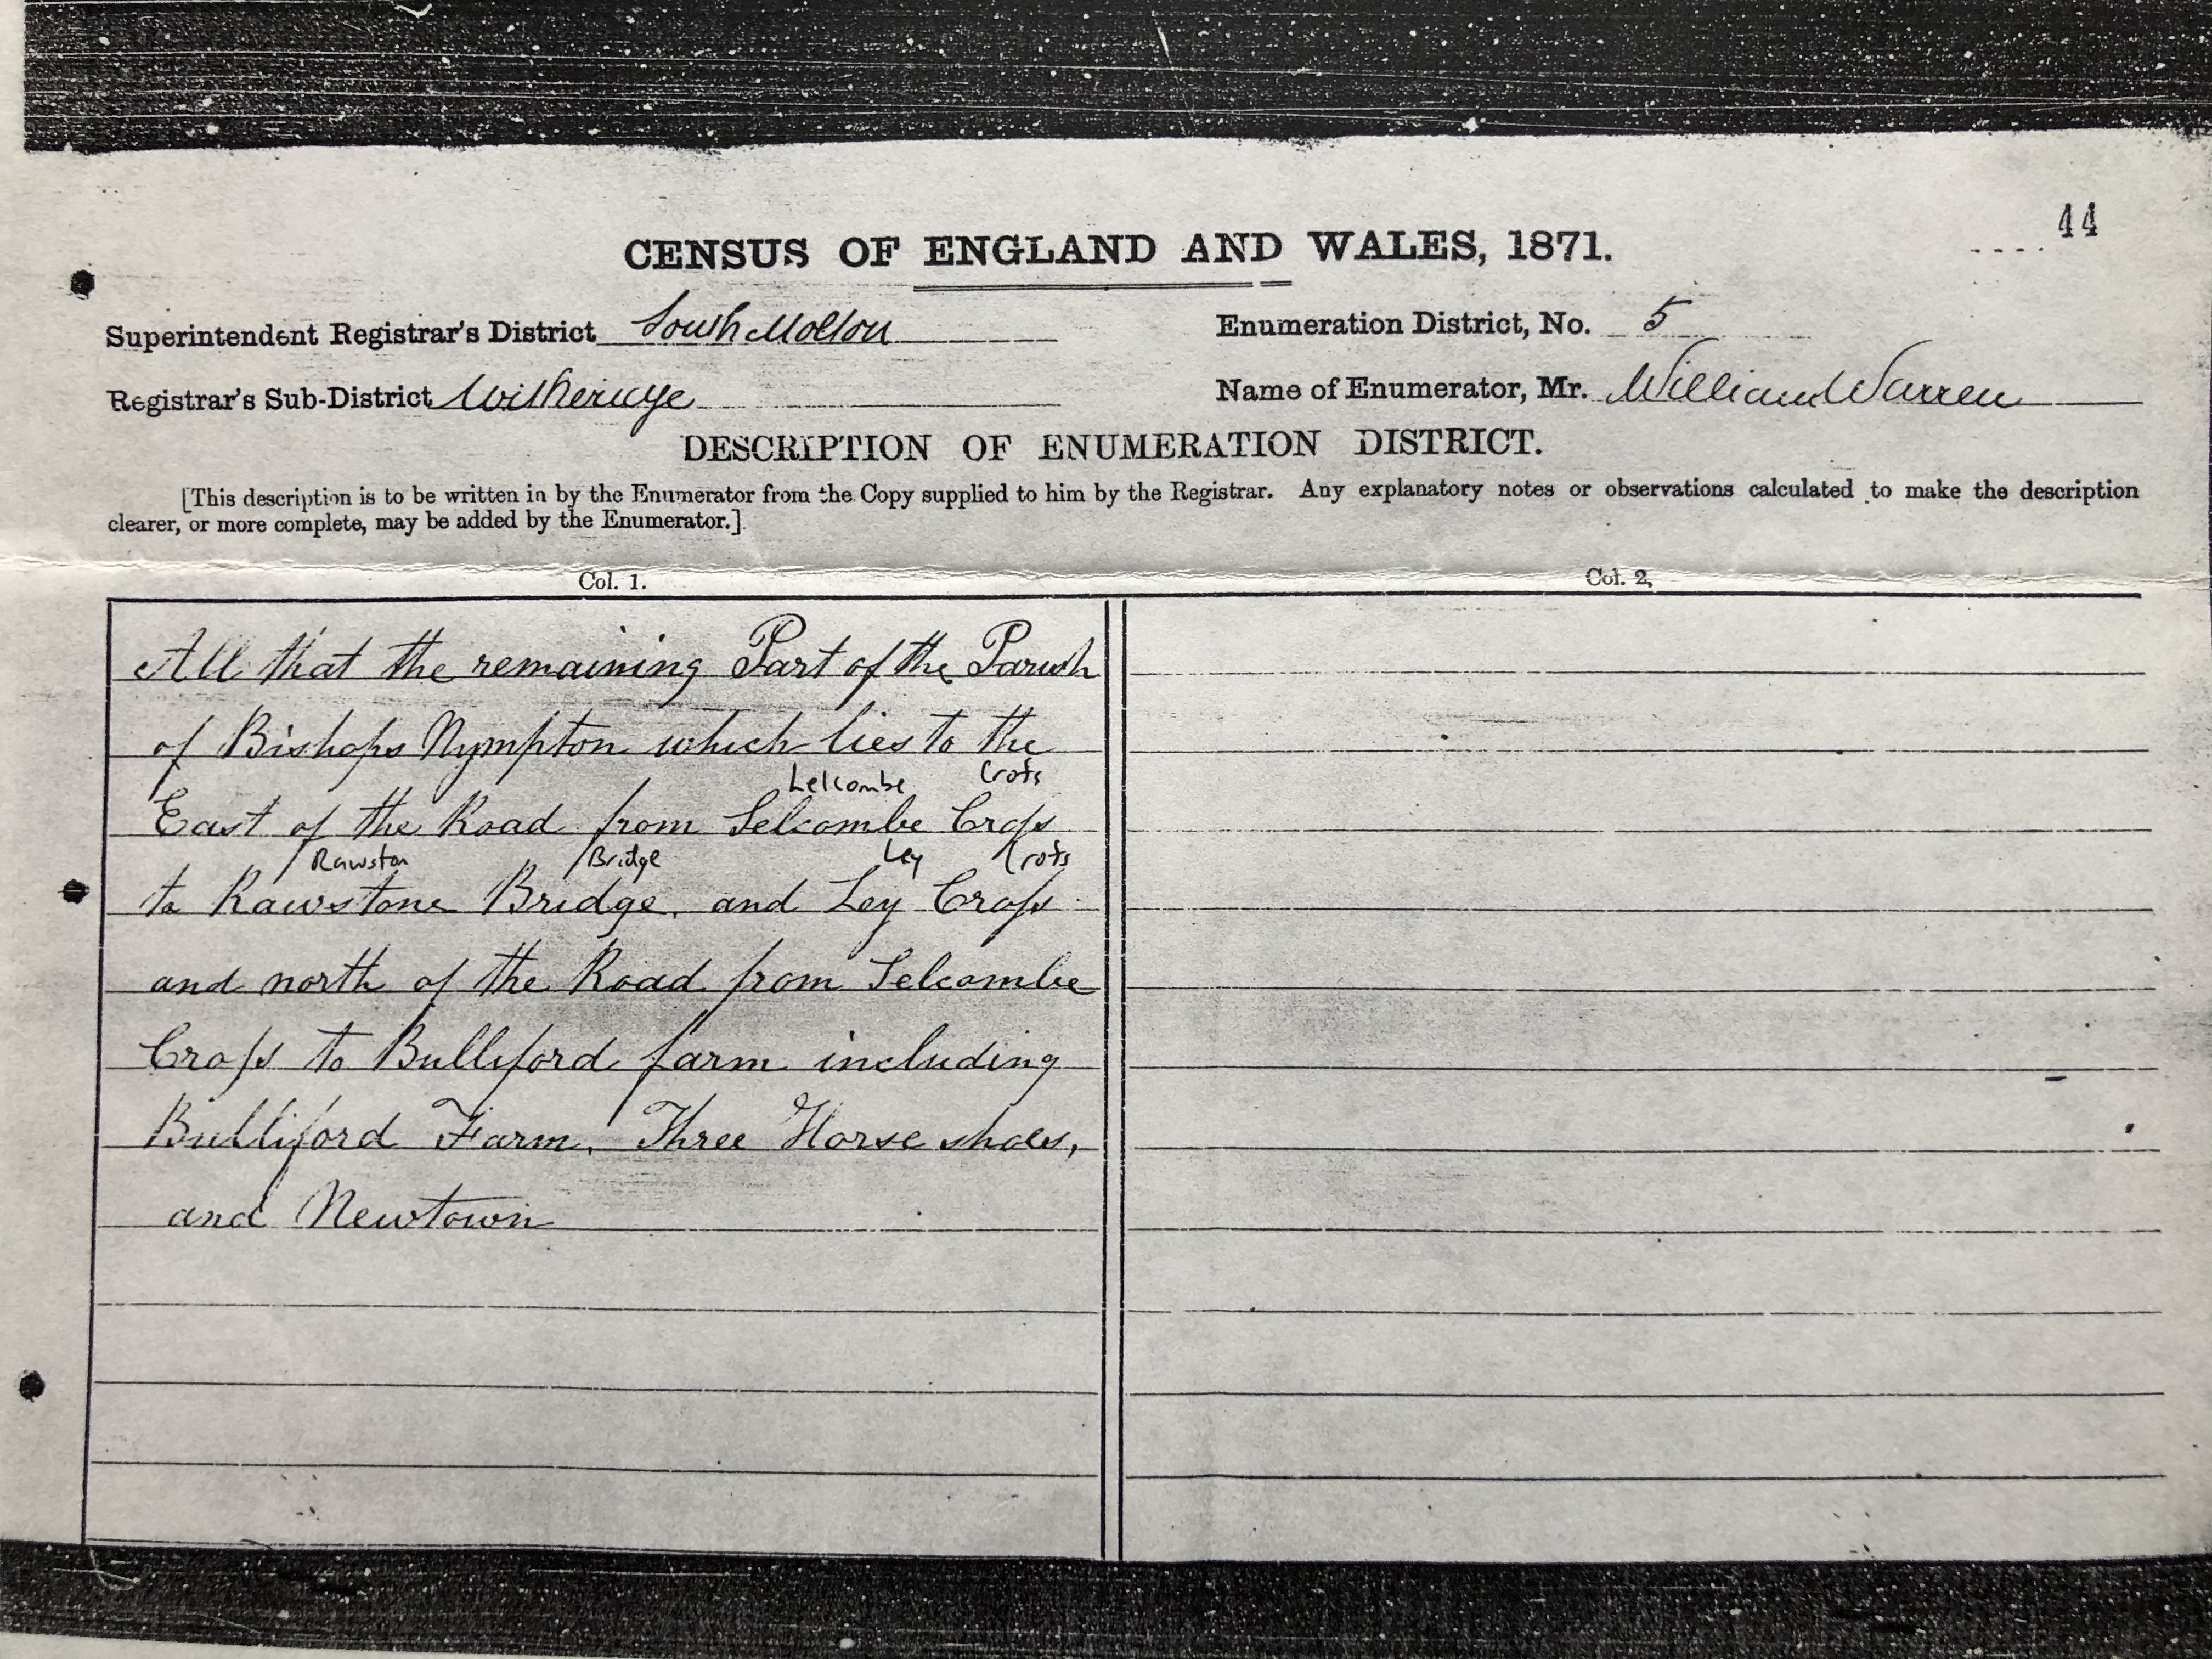 44
CENSUS OF ENGLAND AND WALES, 1871.
Superintendent Registrar's District South Molton
Enumeration District, No. 5
Registrar's Sub-District Witheridge
Name of Enumerator, Mr. William Warren
DESCRIPTION OF ENUMERATION DISTRICT.
[This description is to be written in by the Enumerator from the Copy supplied to him by the Registrar. Any explanatory notes or observations calculated to make the description
clearer, or more complete, may be added by the Enumerator.]
Col. 1.
Col. 2.
All that the remaining Part of the Parish
of Bishops Nympton which lies to the
Lelcombe Crofs
East of the Road from Selcombe Crofs
Rawston Bridge Ley Crofs
to Rawstone Bridge, and Ley Crofs
and north of the Road from Selcombe
Crofs to Bulliford farm including
Bulliford Farm, Three Horse shoes,
and Newtown